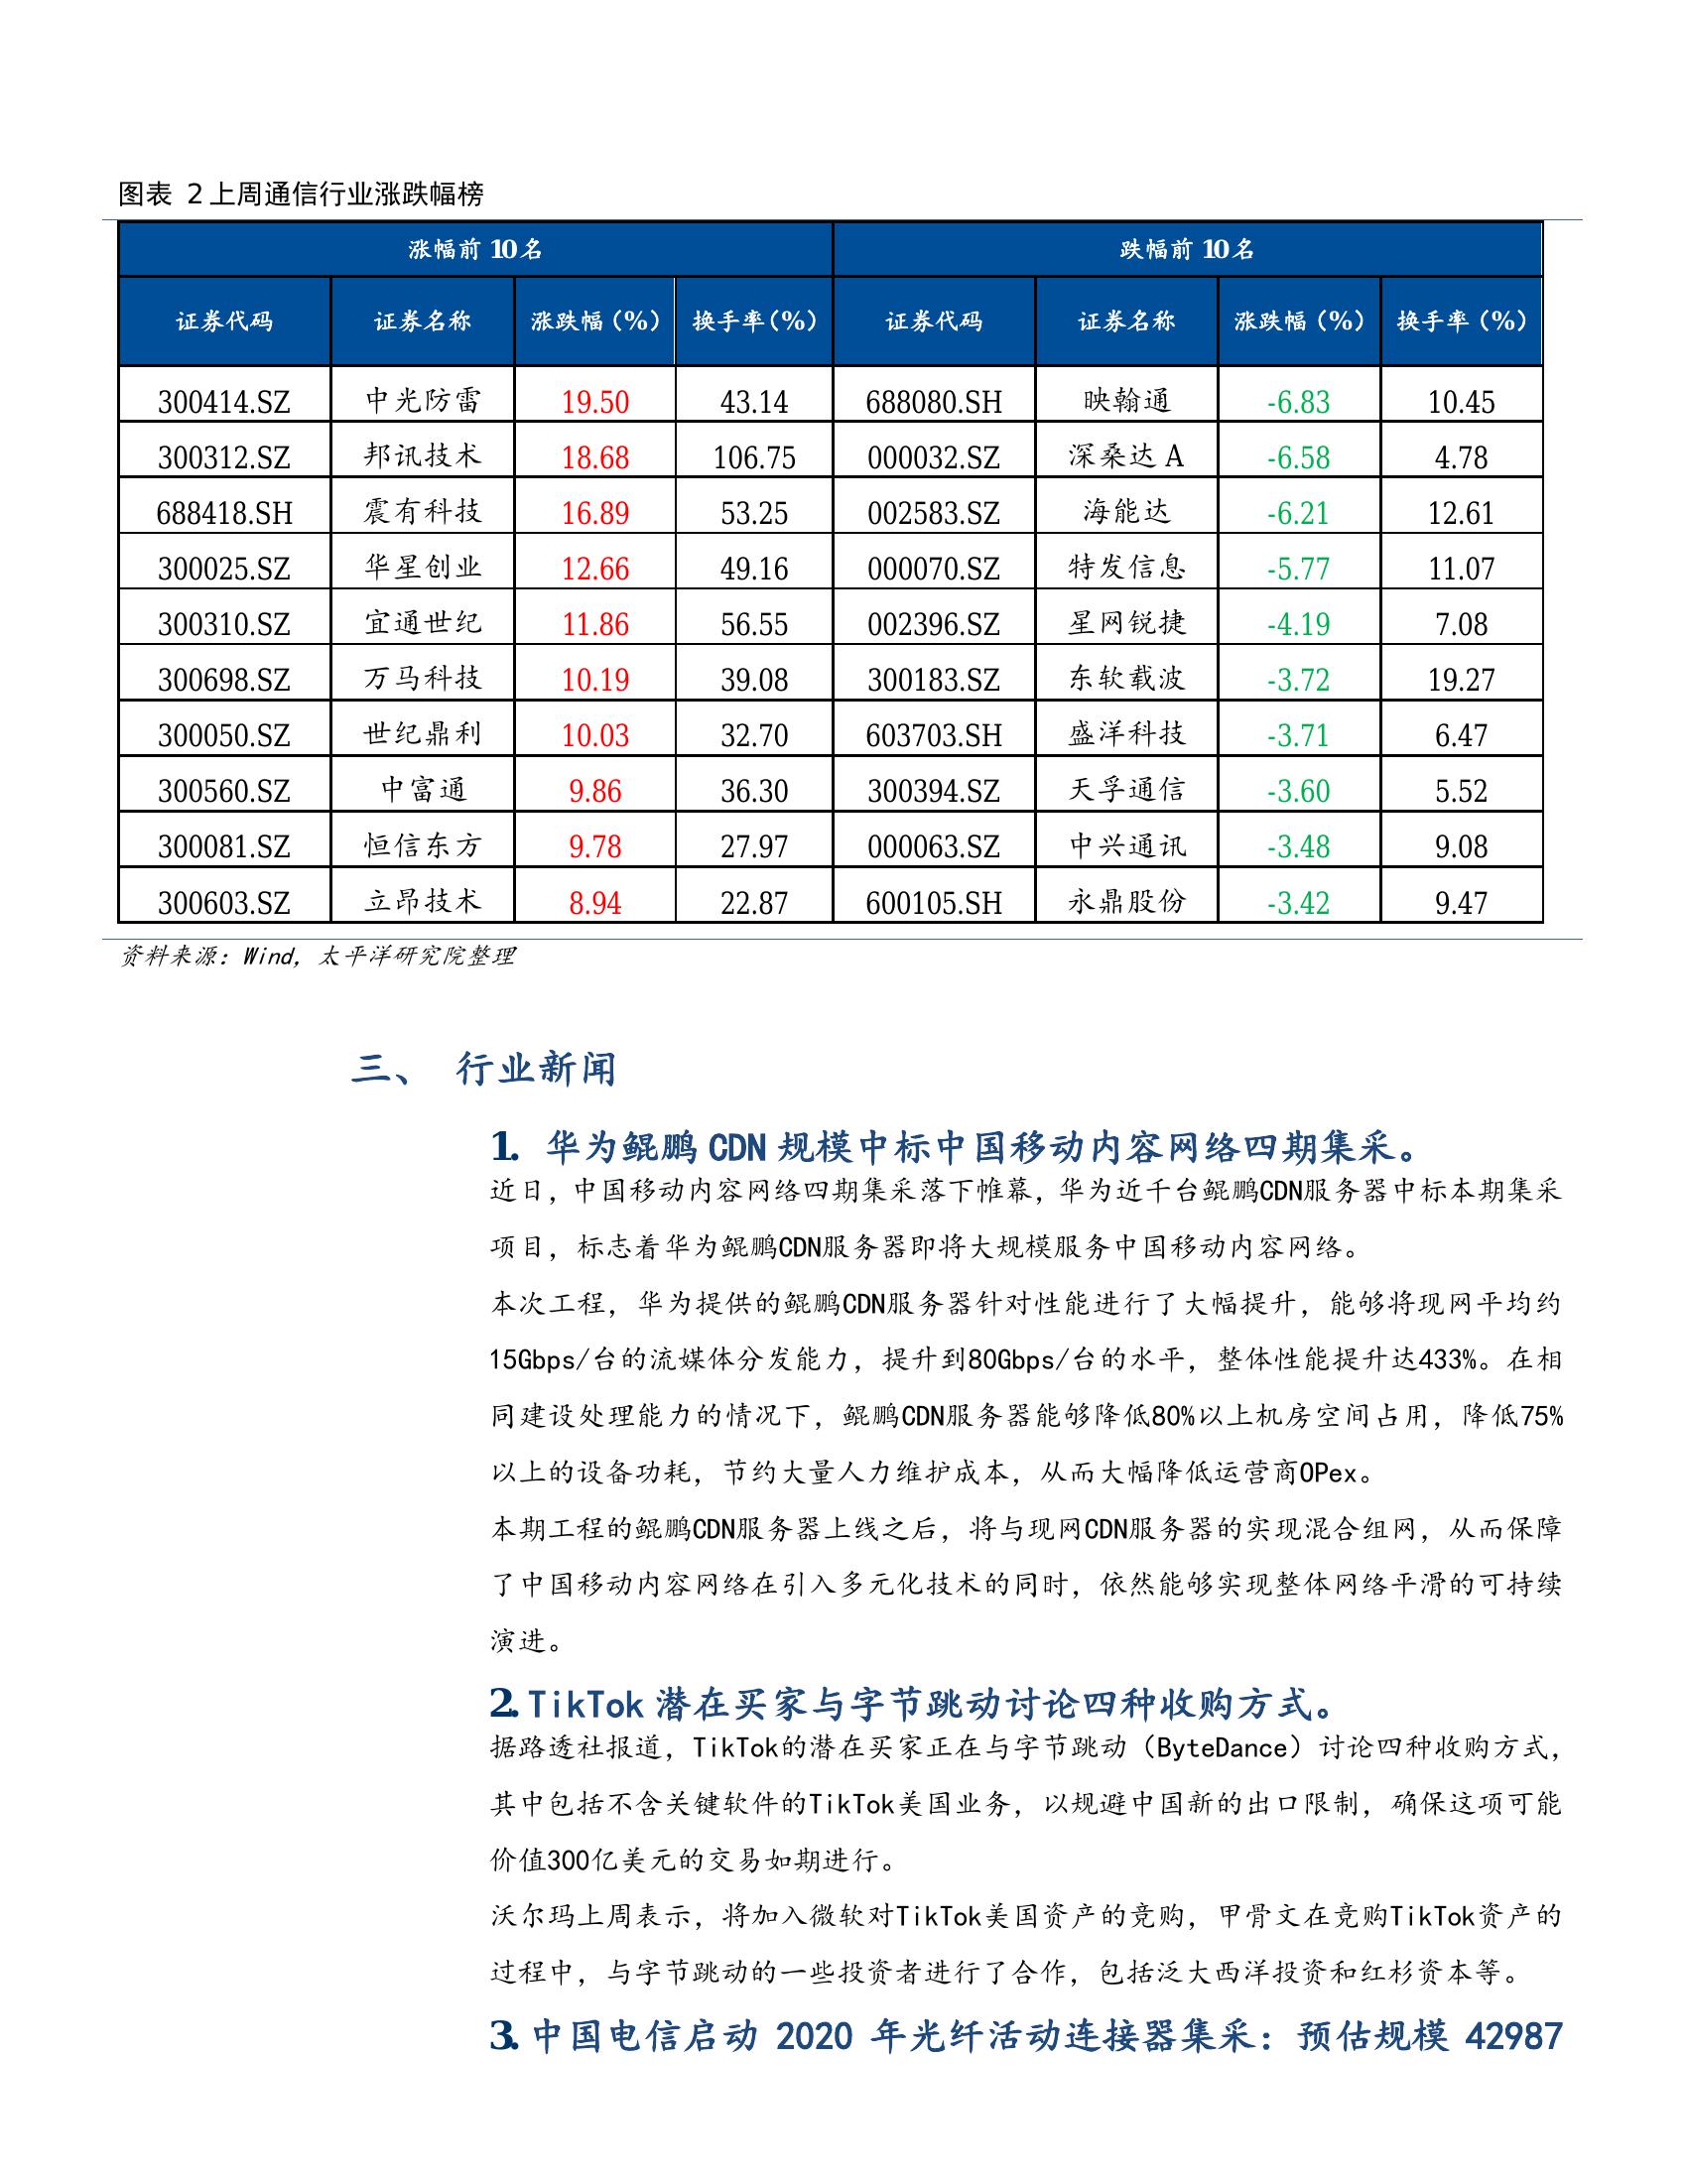 图表 2 上周通信行业涨跌幅榜
涨幅前 10 名 跌幅前 10 名
证券代码 证券名称 涨跌幅(%) 换手率(%) 证券代码 证券名称 涨跌幅(%) 换手率(%)
300414.SZ 中光防雷 19.50 43.14 688080.SH 映翰通 -6.83 10.45
300312.SZ 邦讯技术 18.68 106.75 000032.SZ 深桑达 A -6.58 4.78
688418.SH 震有科技 16.89 53.25 002583.SZ 海能达 -6.21 12.61
300025.SZ 华星创业 12.66 49.16 000070.SZ 特发信息 -5.77 11.07
300310.SZ 宜通世纪 11.86 56.55 002396.SZ 星网锐捷 -4.19 7.08
300698.SZ 万马科技 10.19 39.08 300183.SZ 东软载波 -3.72 19.27
300050.SZ 世纪鼎利 10.03 32.70 603703.SH 盛洋科技 -3.71 6.47
300560.SZ 中富通 9.86 36.30 300394.SZ 天孚通信 -3.60 5.52
300081.SZ 恒信东方 9.78 27.97 000063.SZ 中兴通讯 -3.48 9.08
300603.SZ 立昂技术 8.94 22.87 600105.SH 永鼎股份 -3.42 9.47
资料来源：Wind，太平洋研究院整理
三、 行业新闻
1. 华为鲲鹏 CDN 规模中标中国移动内容网络四期集采。
近日，中国移动内容网络四期集采落下帷幕，华为近千台鲲鹏CDN服务器中标本期集采
项目，标志着华为鲲鹏CDN服务器即将大规模服务中国移动内容网络。
本次工程，华为提供的鲲鹏CDN服务器针对性能进行了大幅提升，能够将现网平均约
15Gbps/台的流媒体分发能力，提升到80Gbps/台的水平，整体性能提升达433%。在相
同建设处理能力的情况下，鲲鹏CDN服务器能够降低80%以上机房空间占用，降低75%
以上的设备功耗，节约大量人力维护成本，从而大幅降低运营商OPex。
本期工程的鲲鹏CDN服务器上线之后，将与现网CDN服务器的实现混合组网，从而保障
了中国移动内容网络在引入多元化技术的同时，依然能够实现整体网络平滑的可持续
演进。
2. TikTok 潜在买家与字节跳动讨论四种收购方式。
据路透社报道，TikTok的潜在买家正在与字节跳动（ByteDance）讨论四种收购方式，
其中包括不含关键软件的TikTok美国业务，以规避中国新的出口限制，确保这项可能
价值300亿美元的交易如期进行。
沃尔玛上周表示，将加入微软对TikTok美国资产的竞购，甲骨文在竞购TikTok资产的
过程中，与字节跳动的一些投资者进行了合作，包括泛大西洋投资和红杉资本等。
3. 中国电信启动 2020 年光纤活动连接器集采：预估规模 42987